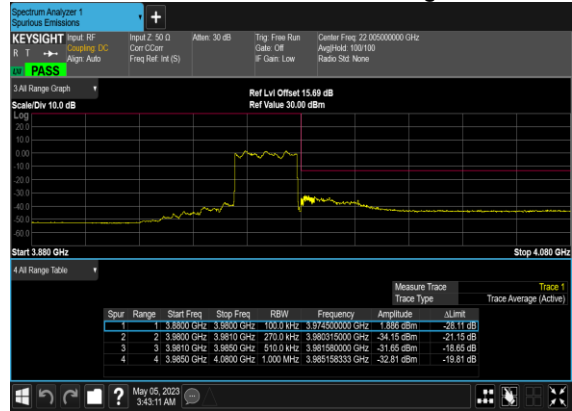 Spectrum Analyzer 1
Spurious Emissions
KEYSIGHT Input: RF Input Z: 50 Ω Atten: 30 dB Trig: Free Run Center Freq: 22.005000000 GHz
R T Coupling: DC Corr CCorr Gate: Off Avg|Hold: 100/100
Align: Auto Freq Ref: Int (S) IF Gain: Low Radio Std: None
LW PASS
3 All Range Graph
Ref Lvl Offset 15.69 dB
Scale/Div 10.0 dB Ref Value 30.00 dBm
Log
20.0
10.0
0.00
-10.0
-20.0
-30.0
-40.0
-50.0
-60.0
Start 3.880 GHz Stop 4.080 GHz
4 All Range Table
Measure Trace Trace 1
Trace Type Trace Average (Active)
Spur Range Start Freq Stop Freq RBW Frequency Amplitude ΔLimit
1 1 3.8800 GHz 3.9800 GHz 100.0 kHz 3.974500000 GHz 1.886 dBm -28.11 dB
2 2 3.9800 GHz 3.9810 GHz 270.0 kHz 3.980315000 GHz -34.15 dBm -21.15 dB
3 3 3.9810 GHz 3.9850 GHz 510.0 kHz 3.981580000 GHz -31.65 dBm -18.65 dB
4 4 3.9850 GHz 4.0800 GHz 1.000 MHz 3.985158333 GHz -32.81 dBm -19.81 dB
? May 05, 2023
3:43:11 AM